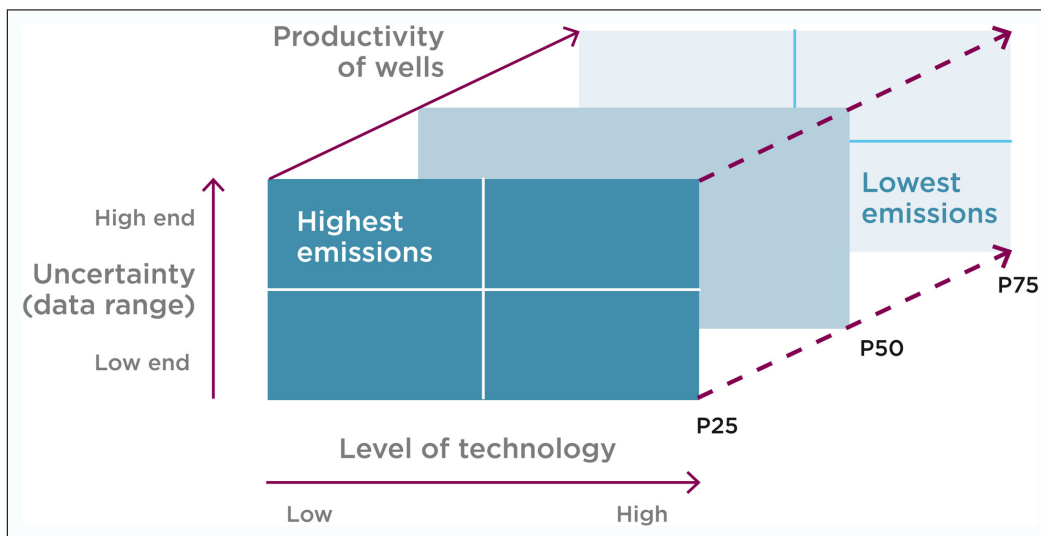 Productivity
of wells
High end
Uncertainty
(data range)
Low end
Highest
emissions
Lowest
emissions
P75
P50
P25
Level of technology
Low
High